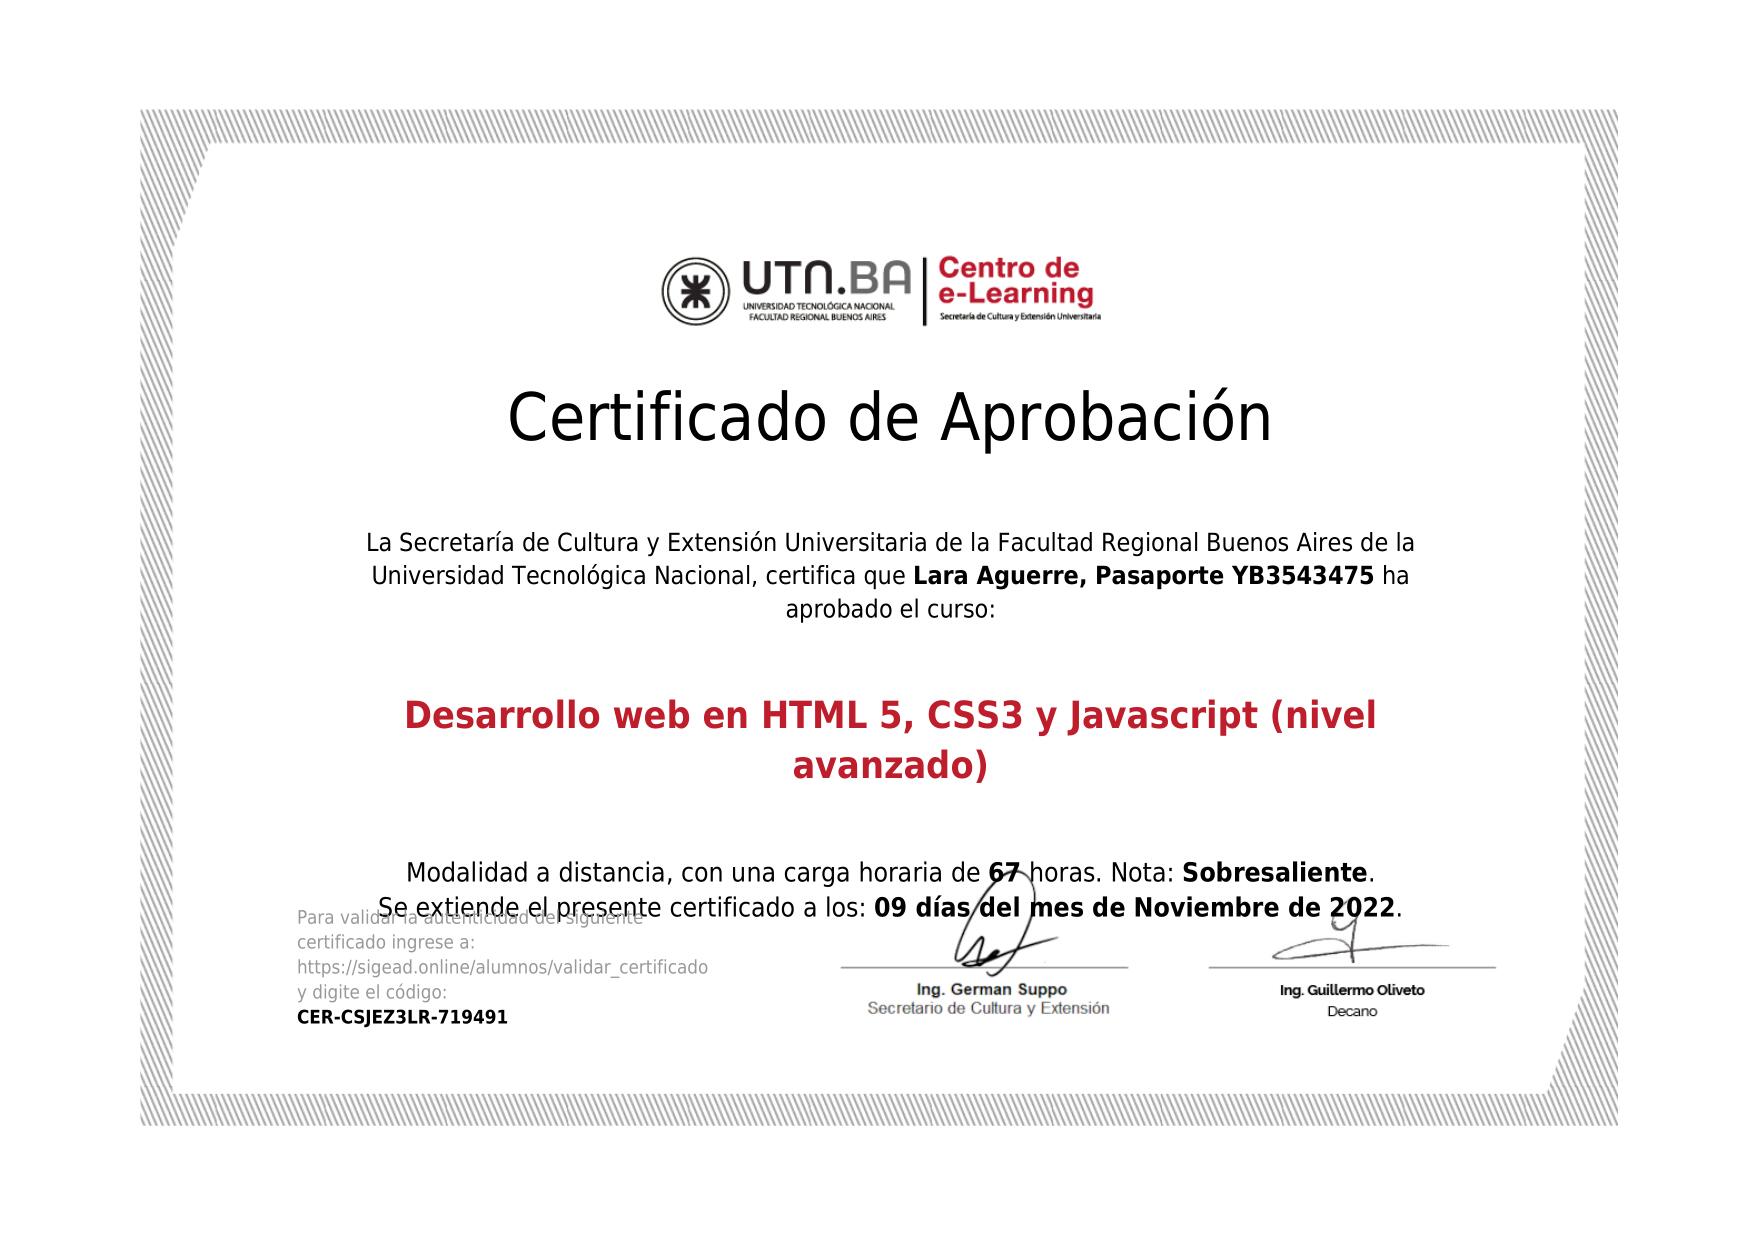 UTN.BA
UNIVERSIDAD TECNOLÓGICA NACIONAL
FACULTAD REGIONAL BUENOS AIRES
Centro de
e-Learning
Secretaría de Cultura y Extensión Universitaria
Certificado de Aprobación
La Secretaría de Cultura y Extensión Universitaria de la Facultad Regional Buenos Aires de la
Universidad Tecnológica Nacional, certifica que Lara Aguerre, Pasaporte YB3543475 ha
aprobado el curso:
Desarrollo web en HTML 5, CSS3 y Javascript (nivel
avanzado)
Modalidad a distancia, con una carga horaria de 67 horas. Nota: Sobresaliente.
Se extiende el presente certificado a los: 09 días del mes de Noviembre de 2022.
Para validar la autenticidad del siguiente
certificado ingrese a:
https://sigead.online/alumnos/validar_certificado
y digite el código:
CER-CSJEZ3LR-719491
Ing. German Suppo
Secretario de Cultura y Extensión
Ing. Guillermo Oliveto
Decano